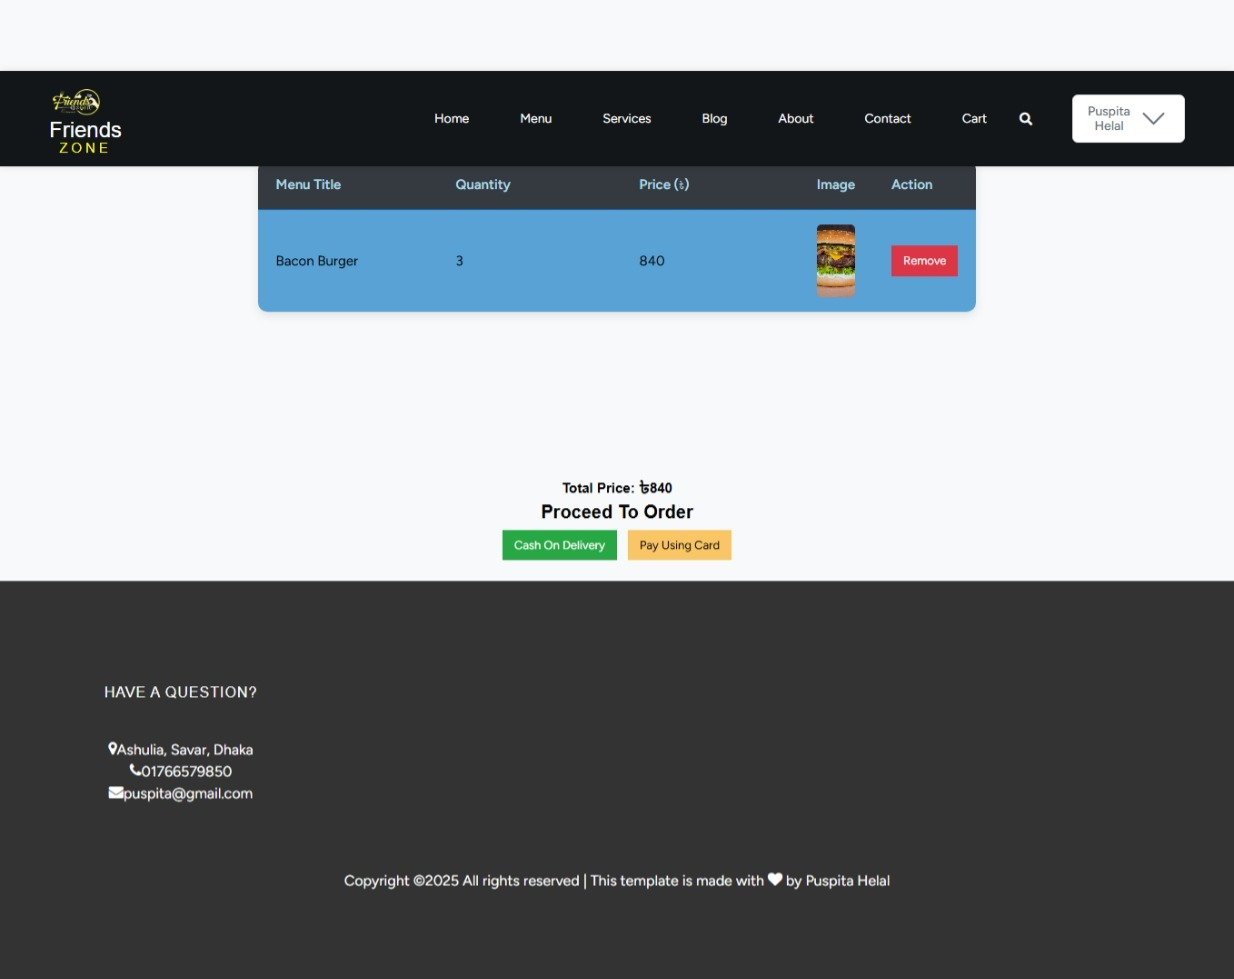 Friends
Friends
ZONE
Home Menu Services Blog About Contact Cart
Puspita
Helal
Menu Title Quantity Price (৳) Image Action
Bacon Burger 3 840 Remove
Total Price: ৳840
Proceed To Order
Cash On Delivery Pay Using Card
HAVE A QUESTION?
Ashulia, Savar, Dhaka
01766579850
puspita@gmail.com
Copyright ©2025 All rights reserved | This template is made with ♥ by Puspita Helal